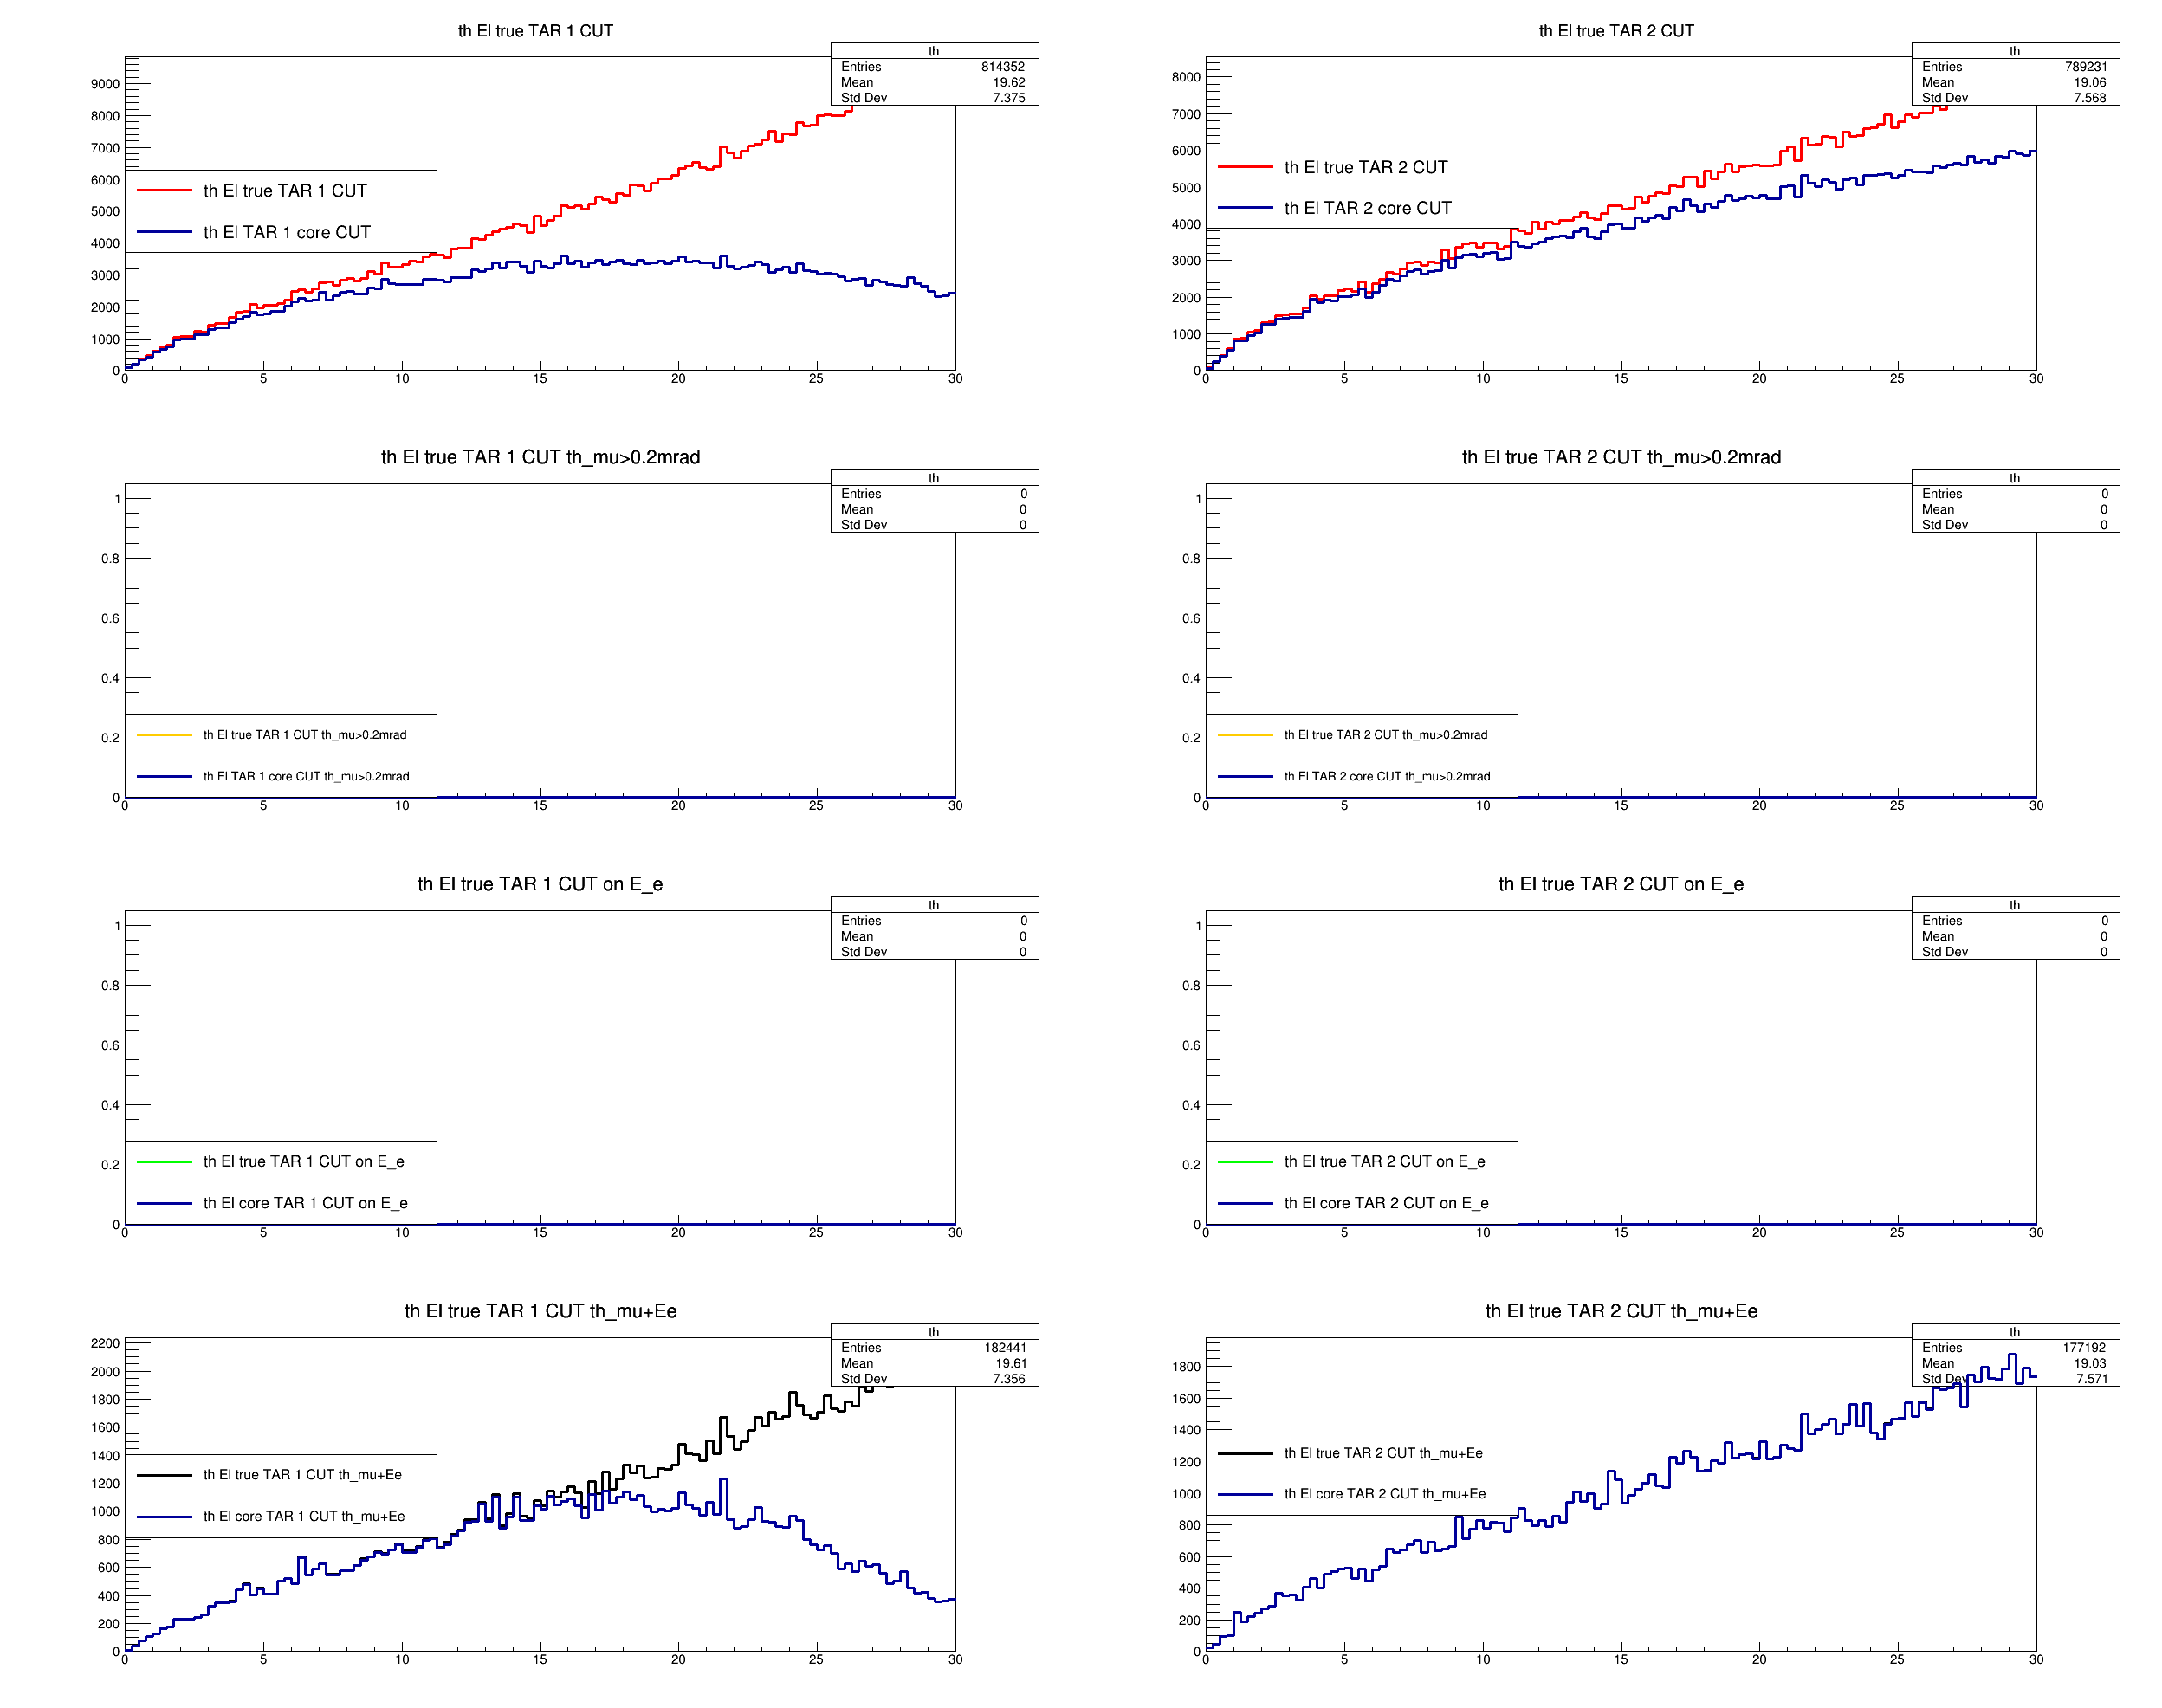 th El true TAR 1 CUT
th
Entries 814352
Mean 19.62
Std Dev 7.375
9000
8000
7000
6000
5000
4000
3000
2000
1000
0
th El true TAR 1 CUT
th El TAR 1 core CUT
0 5 10 15 20 25 30
th El true TAR 2 CUT
th
Entries 789231
Mean 19.06
Std Dev 7.568
8000
7000
6000
5000
4000
3000
2000
1000
0
th El true TAR 2 CUT
th El TAR 2 core CUT
0 5 10 15 20 25 30
th El true TAR 1 CUT th_mu>0.2mrad
th
Entries 0
Mean 0
Std Dev 0
1
0.8
0.6
0.4
0.2
0
th El true TAR 1 CUT th_mu>0.2mrad
th El TAR 1 core CUT th_mu>0.2mrad
0 5 10 15 20 25 30
th El true TAR 2 CUT th_mu>0.2mrad
th
Entries 0
Mean 0
Std Dev 0
1
0.8
0.6
0.4
0.2
0
th El true TAR 2 CUT th_mu>0.2mrad
th El TAR 2 core CUT th_mu>0.2mrad
0 5 10 15 20 25 30
th El true TAR 1 CUT on E_e
th
Entries 0
Mean 0
Std Dev 0
1
0.8
0.6
0.4
0.2
0
th El true TAR 1 CUT on E_e
th El core TAR 1 CUT on E_e
0 5 10 15 20 25 30
th El true TAR 2 CUT on E_e
th
Entries 0
Mean 0
Std Dev 0
1
0.8
0.6
0.4
0.2
0
th El true TAR 2 CUT on E_e
th El core TAR 2 CUT on E_e
0 5 10 15 20 25 30
th El true TAR 1 CUT th_mu+Ee
th
Entries 182441
Mean 19.61
Std Dev 7.356
2200
2000
1800
1600
1400
1200
1000
800
600
400
200
0
th El true TAR 1 CUT th_mu+Ee
th El core TAR 1 CUT th_mu+Ee
0 5 10 15 20 25 30
th El true TAR 2 CUT th_mu+Ee
th
Entries 177192
Mean 19.03
Std Dev 7.571
1800
1600
1400
1200
1000
800
600
400
200
0
th El true TAR 2 CUT th_mu+Ee
th El core TAR 2 CUT th_mu+Ee
0 5 10 15 20 25 30